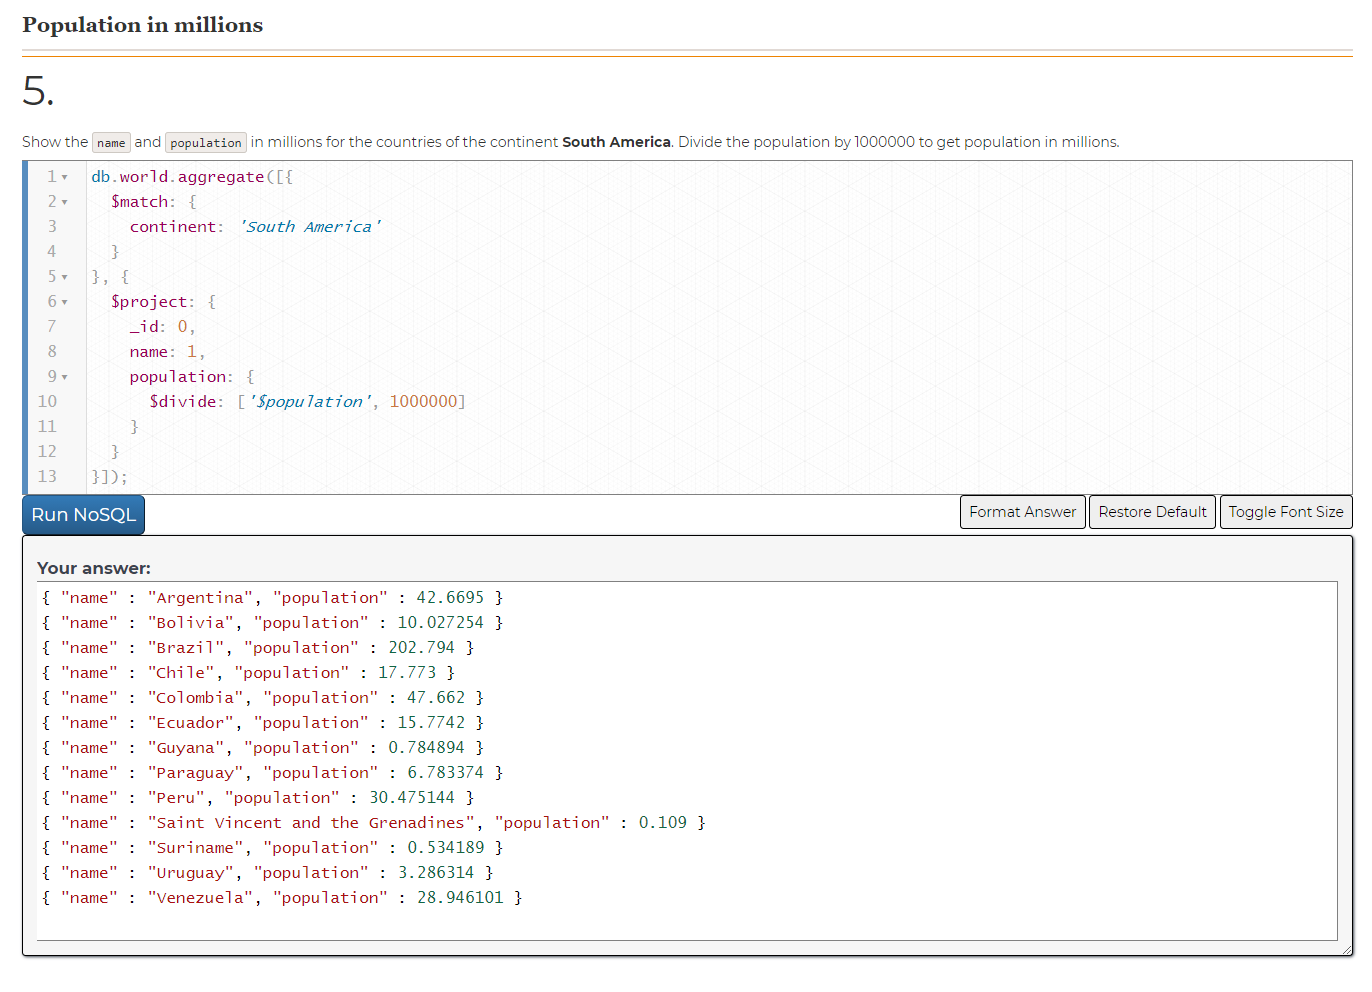 Population in millions
5.
Show the name and population in millions for the countries of the continent South America. Divide the population by 1000000 to get population in millions.
1 db.world.aggregate([{
2 $match: {
3 continent: 'South America'
4 }
5 }, {
6 $project: {
7 _id: 0,
8 name: 1,
9 population: {
10 $divide: ['$population', 1000000]
11 }
12 }
13 }]);
Run NoSQL Format Answer Restore Default Toggle Font Size
Your answer:
{ "name" : "Argentina", "population" : 42.6695 }
{ "name" : "Bolivia", "population" : 10.027254 }
{ "name" : "Brazil", "population" : 202.794 }
{ "name" : "Chile", "population" : 17.773 }
{ "name" : "Colombia", "population" : 47.662 }
{ "name" : "Ecuador", "population" : 15.7742 }
{ "name" : "Guyana", "population" : 0.784894 }
{ "name" : "Paraguay", "population" : 6.783374 }
{ "name" : "Peru", "population" : 30.475144 }
{ "name" : "Saint Vincent and the Grenadines", "population" : 0.109 }
{ "name" : "Suriname", "population" : 0.534189 }
{ "name" : "Uruguay", "population" : 3.286314 }
{ "name" : "Venezuela", "population" : 28.946101 }